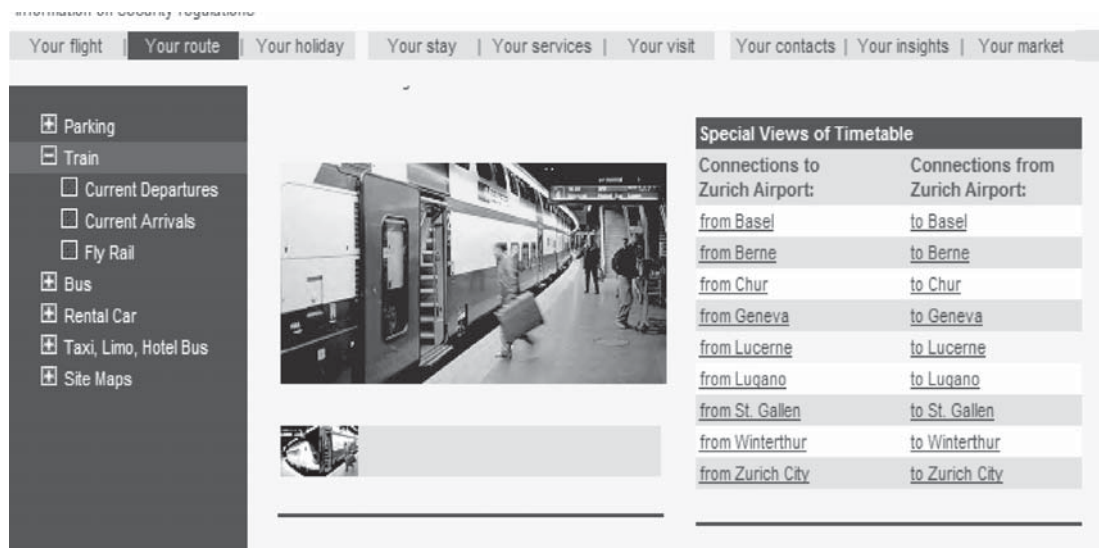 Information on Security regulations
Your flight | Your route | Your holiday Your stay | Your services | Your visit Your contacts | Your insights | Your market
Parking
Train
Current Departures
Current Arrivals
Fly Rail
Bus
Rental Car
Taxi, Limo, Hotel Bus
Site Maps
Special Views of Timetable
Connections to Connections from
Zurich Airport: Zurich Airport:
from Basel to Basel
from Berne to Berne
from Chur to Chur
from Geneva to Geneva
from Lucerne to Lucerne
from Lugano to Lugano
from St. Gallen to St. Gallen
from Winterthur to Winterthur
from Zurich City to Zurich City